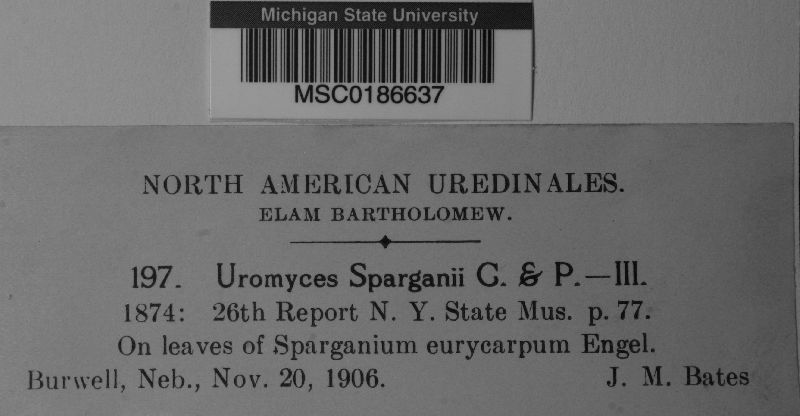 Michigan State University
MSC0186637
NORTH AMERICAN UREDINALES.
ELAM BARTHOLOMEW.
197. Uromyces Sparganii C. & P.—III.
1874: 26th Report N. Y. State Mus. p. 77.
On leaves of Sparganium eurycarpum Engel.
Burwell, Neb., Nov. 20, 1906. J. M. Bates